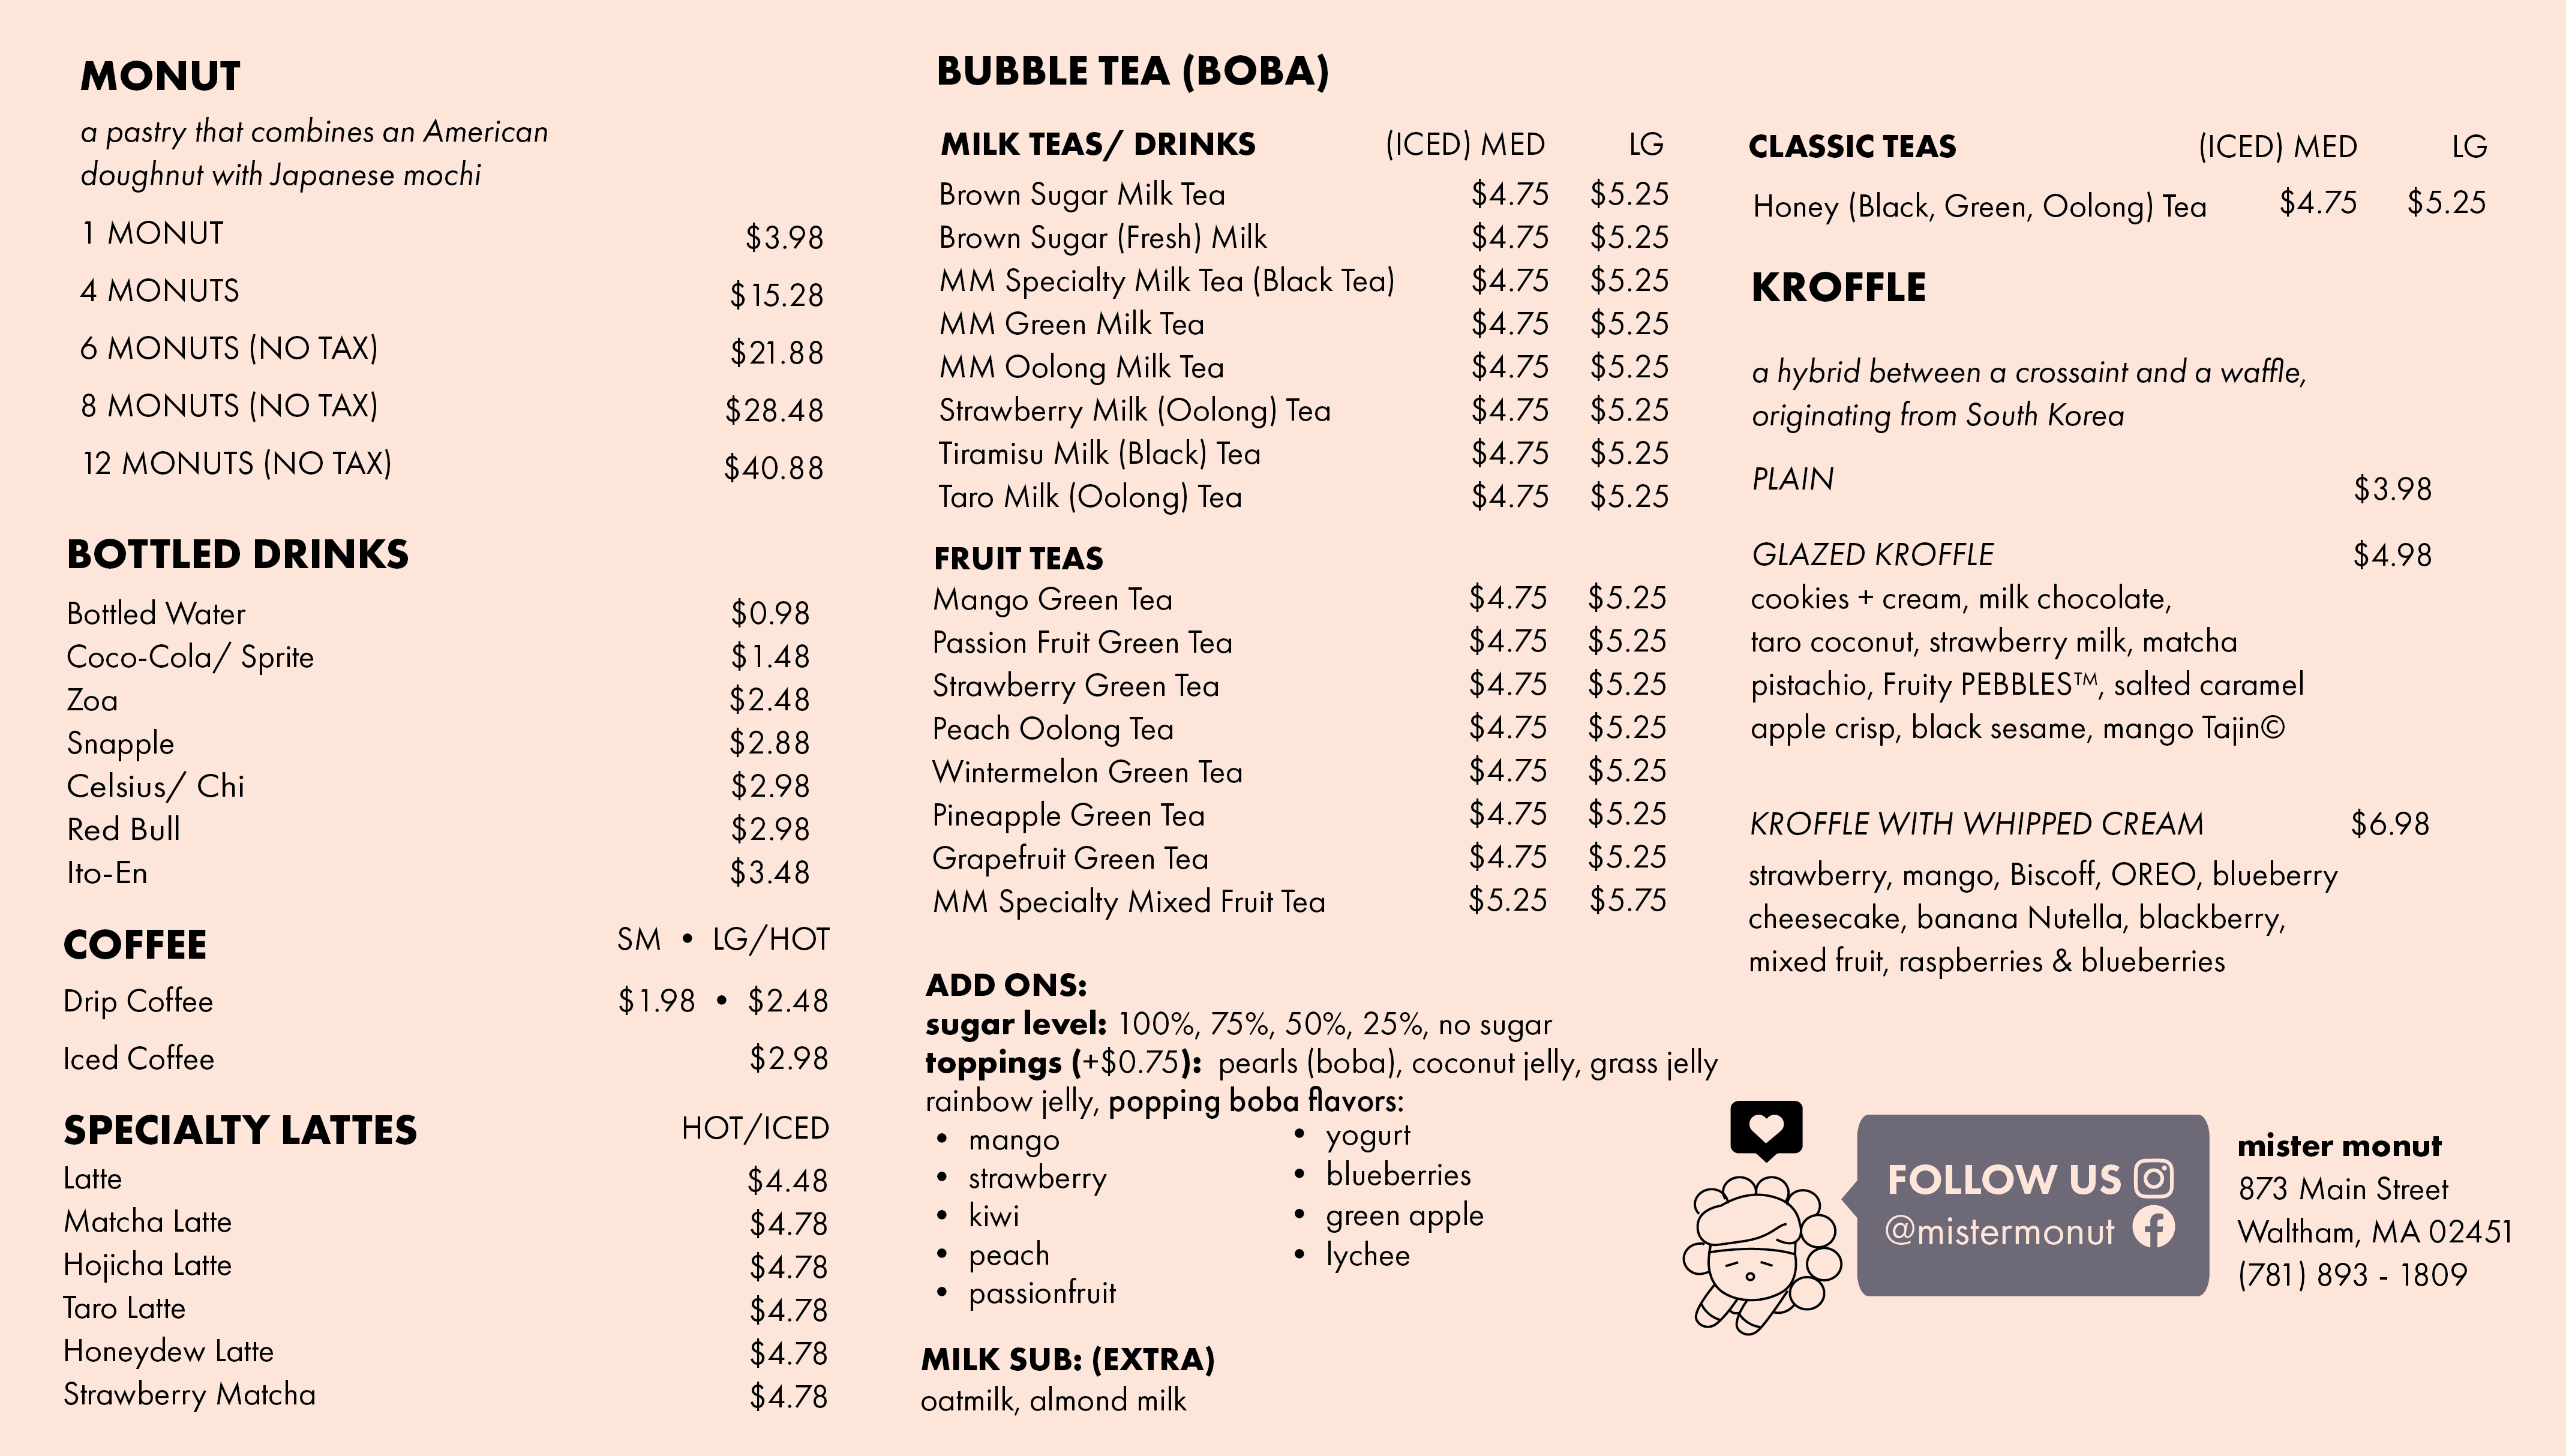 MONUT
a pastry that combines an American
doughnut with Japanese mochi
1 MONUT $3.98
4 MONUTS $15.28
6 MONUTS (NO TAX) $21.88
8 MONUTS (NO TAX) $28.48
12 MONUTS (NO TAX) $40.88
BOTTLED DRINKS
Bottled Water $0.98
Coco-Cola/ Sprite $1.48
Zoa $2.48
Snapple $2.88
Celsius/ Chi $2.98
Red Bull $2.98
Ito-En $3.48
COFFEE SM • LG/HOT
Drip Coffee $1.98 • $2.48
Iced Coffee $2.98
SPECIALTY LATTES HOT/ICED
Latte $4.48
Matcha Latte $4.78
Hojicha Latte $4.78
Taro Latte $4.78
Honeydew Latte $4.78
Strawberry Matcha $4.78
BUBBLE TEA (BOBA)
MILK TEAS/ DRINKS (ICED) MED LG
Brown Sugar Milk Tea $4.75 $5.25
Brown Sugar (Fresh) Milk $4.75 $5.25
MM Specialty Milk Tea (Black Tea) $4.75 $5.25
MM Green Milk Tea $4.75 $5.25
MM Oolong Milk Tea $4.75 $5.25
Strawberry Milk (Oolong) Tea $4.75 $5.25
Tiramisu Milk (Black) Tea $4.75 $5.25
Taro Milk (Oolong) Tea $4.75 $5.25
FRUIT TEAS
Mango Green Tea $4.75 $5.25
Passion Fruit Green Tea $4.75 $5.25
Strawberry Green Tea $4.75 $5.25
Peach Oolong Tea $4.75 $5.25
Wintermelon Green Tea $4.75 $5.25
Pineapple Green Tea $4.75 $5.25
Grapefruit Green Tea $4.75 $5.25
MM Specialty Mixed Fruit Tea $5.25 $5.75
ADD ONS:
sugar level: 100%, 75%, 50%, 25%, no sugar
toppings (+$0.75): pearls (boba), coconut jelly, grass jelly
rainbow jelly, popping boba flavors:
• mango
• strawberry
• kiwi
• peach
• passionfruit
• yogurt
• blueberries
• green apple
• lychee
MILK SUB: (EXTRA)
oatmilk, almond milk
CLASSIC TEAS (ICED) MED LG
Honey (Black, Green, Oolong) Tea $4.75 $5.25
KROFFLE
a hybrid between a crossaint and a waffle,
originating from South Korea
PLAIN $3.98
GLAZED KROFFLE $4.98
cookies + cream, milk chocolate,
taro coconut, strawberry milk, matcha
pistachio, Fruity PEBBLES™, salted caramel
apple crisp, black sesame, mango Tajin©
KROFFLE WITH WHIPPED CREAM $6.98
strawberry, mango, Biscoff, OREO, blueberry
cheesecake, banana Nutella, blackberry,
mixed fruit, raspberries & blueberries
FOLLOW US
@mistermonut
mister monut
873 Main Street
Waltham, MA 02451
(781) 893 - 1809